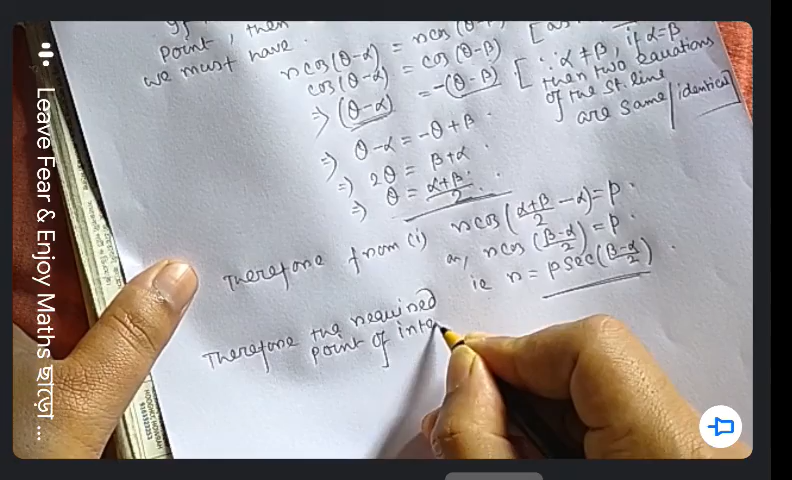 point, then
we must have.
r cos(θ-α) = r cos(θ-β)
cos(θ-α) = cos(θ-β)
⇒ (θ-α) = -(θ-β) . [∵ α ≠ β, if α=β
then two equations
of the st. line
are same/identical]
⇒ θ-α = -θ+β .
⇒ 2θ = β+α .
⇒ θ = (α+β)/2 .
Therefore from (i) r cos((α+β)/2 - α) = p .
or, r cos((β-α)/2) = p .
ie r = p sec((β-α)/2) .
Therefore the required
point of inte
Leave Fear & Enjoy Maths ছাড়ো ...